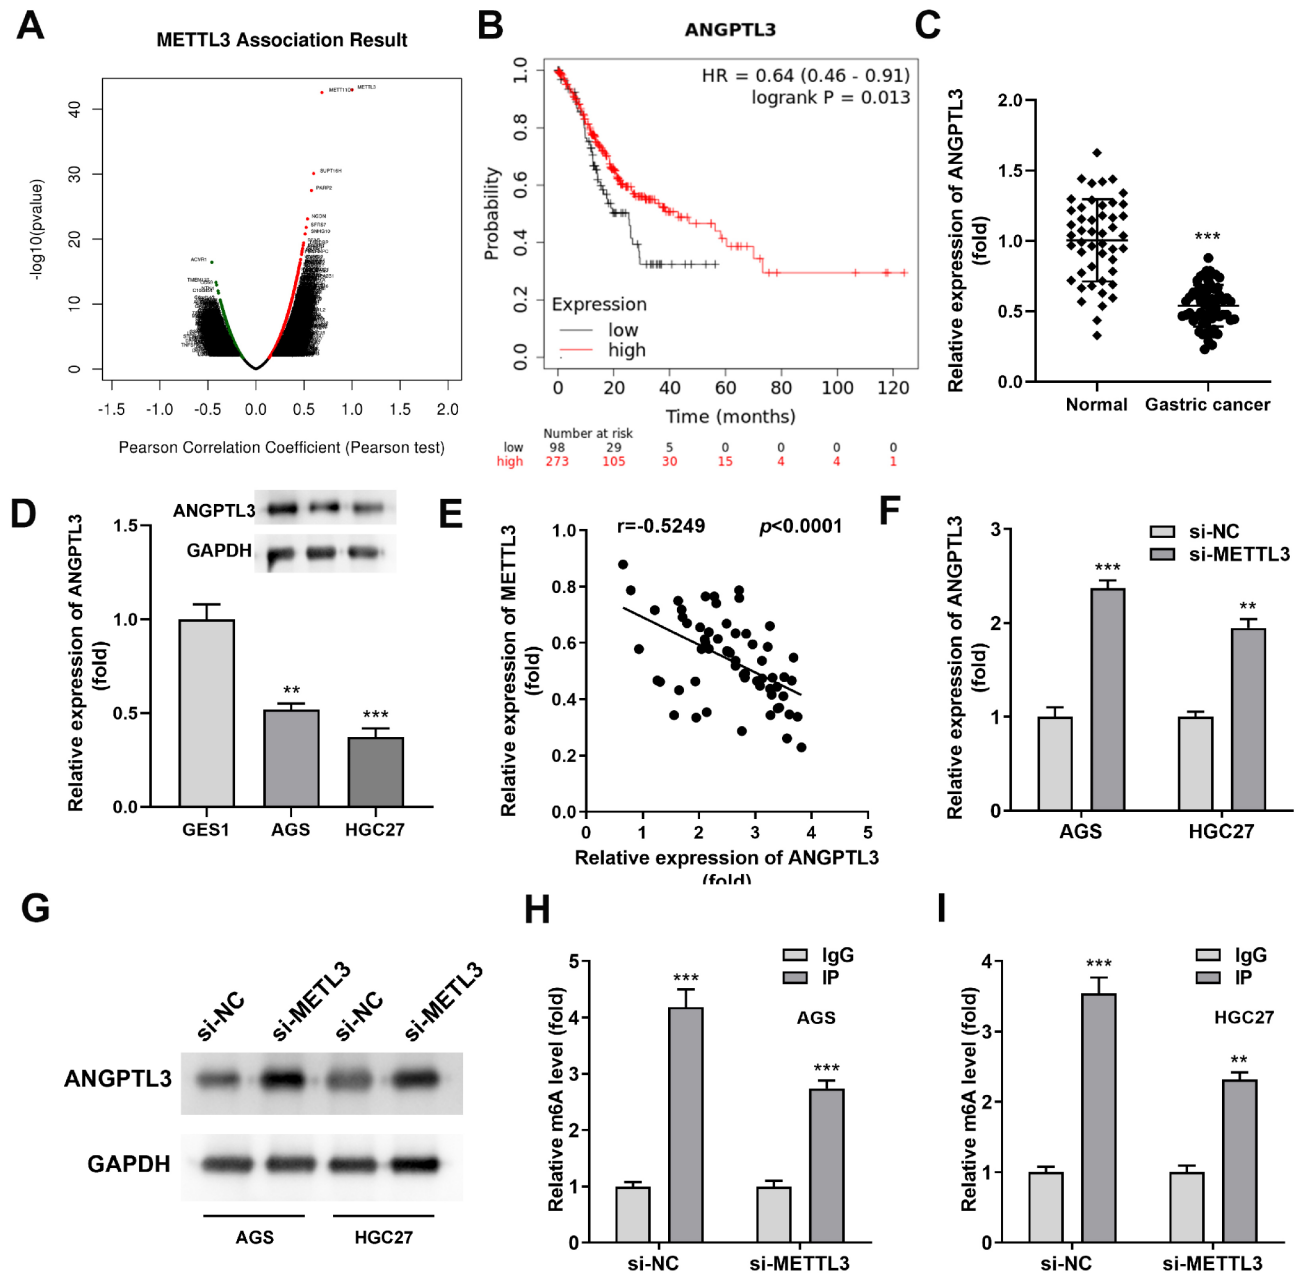 A
METTL3 Association Result
-log10(pvalue)
40
30
20
10
0
METTL3
SUPT16H
PARP2
NCDN
SNHG10
ACVR1
-1.5 -1.0 -0.5 0.0 0.5 1.0 1.5 2.0
Pearson Correlation Coefficient (Pearson test)
B
ANGPTL3
HR = 0.64 (0.46 - 0.91)
logrank P = 0.013
Probability
1.0
0.8
0.6
0.4
0.2
0.0
Expression
low
high
0 20 40 60 80 100 120
Time (months)
Number at risk
low 98 29 5 0 0 0 0
high 273 105 30 15 4 4 1
C
Relative expression of ANGPTL3
(fold)
2.0
1.5
1.0
0.5
0.0
***
Normal Gastric cancer
D
ANGPTL3
GAPDH
Relative expression of ANGPTL3
(fold)
1.5
1.0
0.5
0.0
**
***
GES1 AGS HGC27
E
r=-0.5249 p<0.0001
Relative expression of METTL3
(fold)
1.0
0.8
0.6
0.4
0.2
0.0
0 1 2 3 4 5
Relative expression of ANGPTL3
(fold)
F
si-NC
si-METTL3
Relative expression of ANGPTL3
(fold)
3
2
1
0
***
**
AGS HGC27
G
si-NC si-METL3 si-NC si-METL3
ANGPTL3
GAPDH
AGS HGC27
H
IgG
IP
AGS
Relative m6A level (fold)
5
4
3
2
1
0
***
***
si-NC si-METTL3
I
IgG
IP
HGC27
Relative m6A level (fold)
4
3
2
1
0
***
**
si-NC si-METTL3